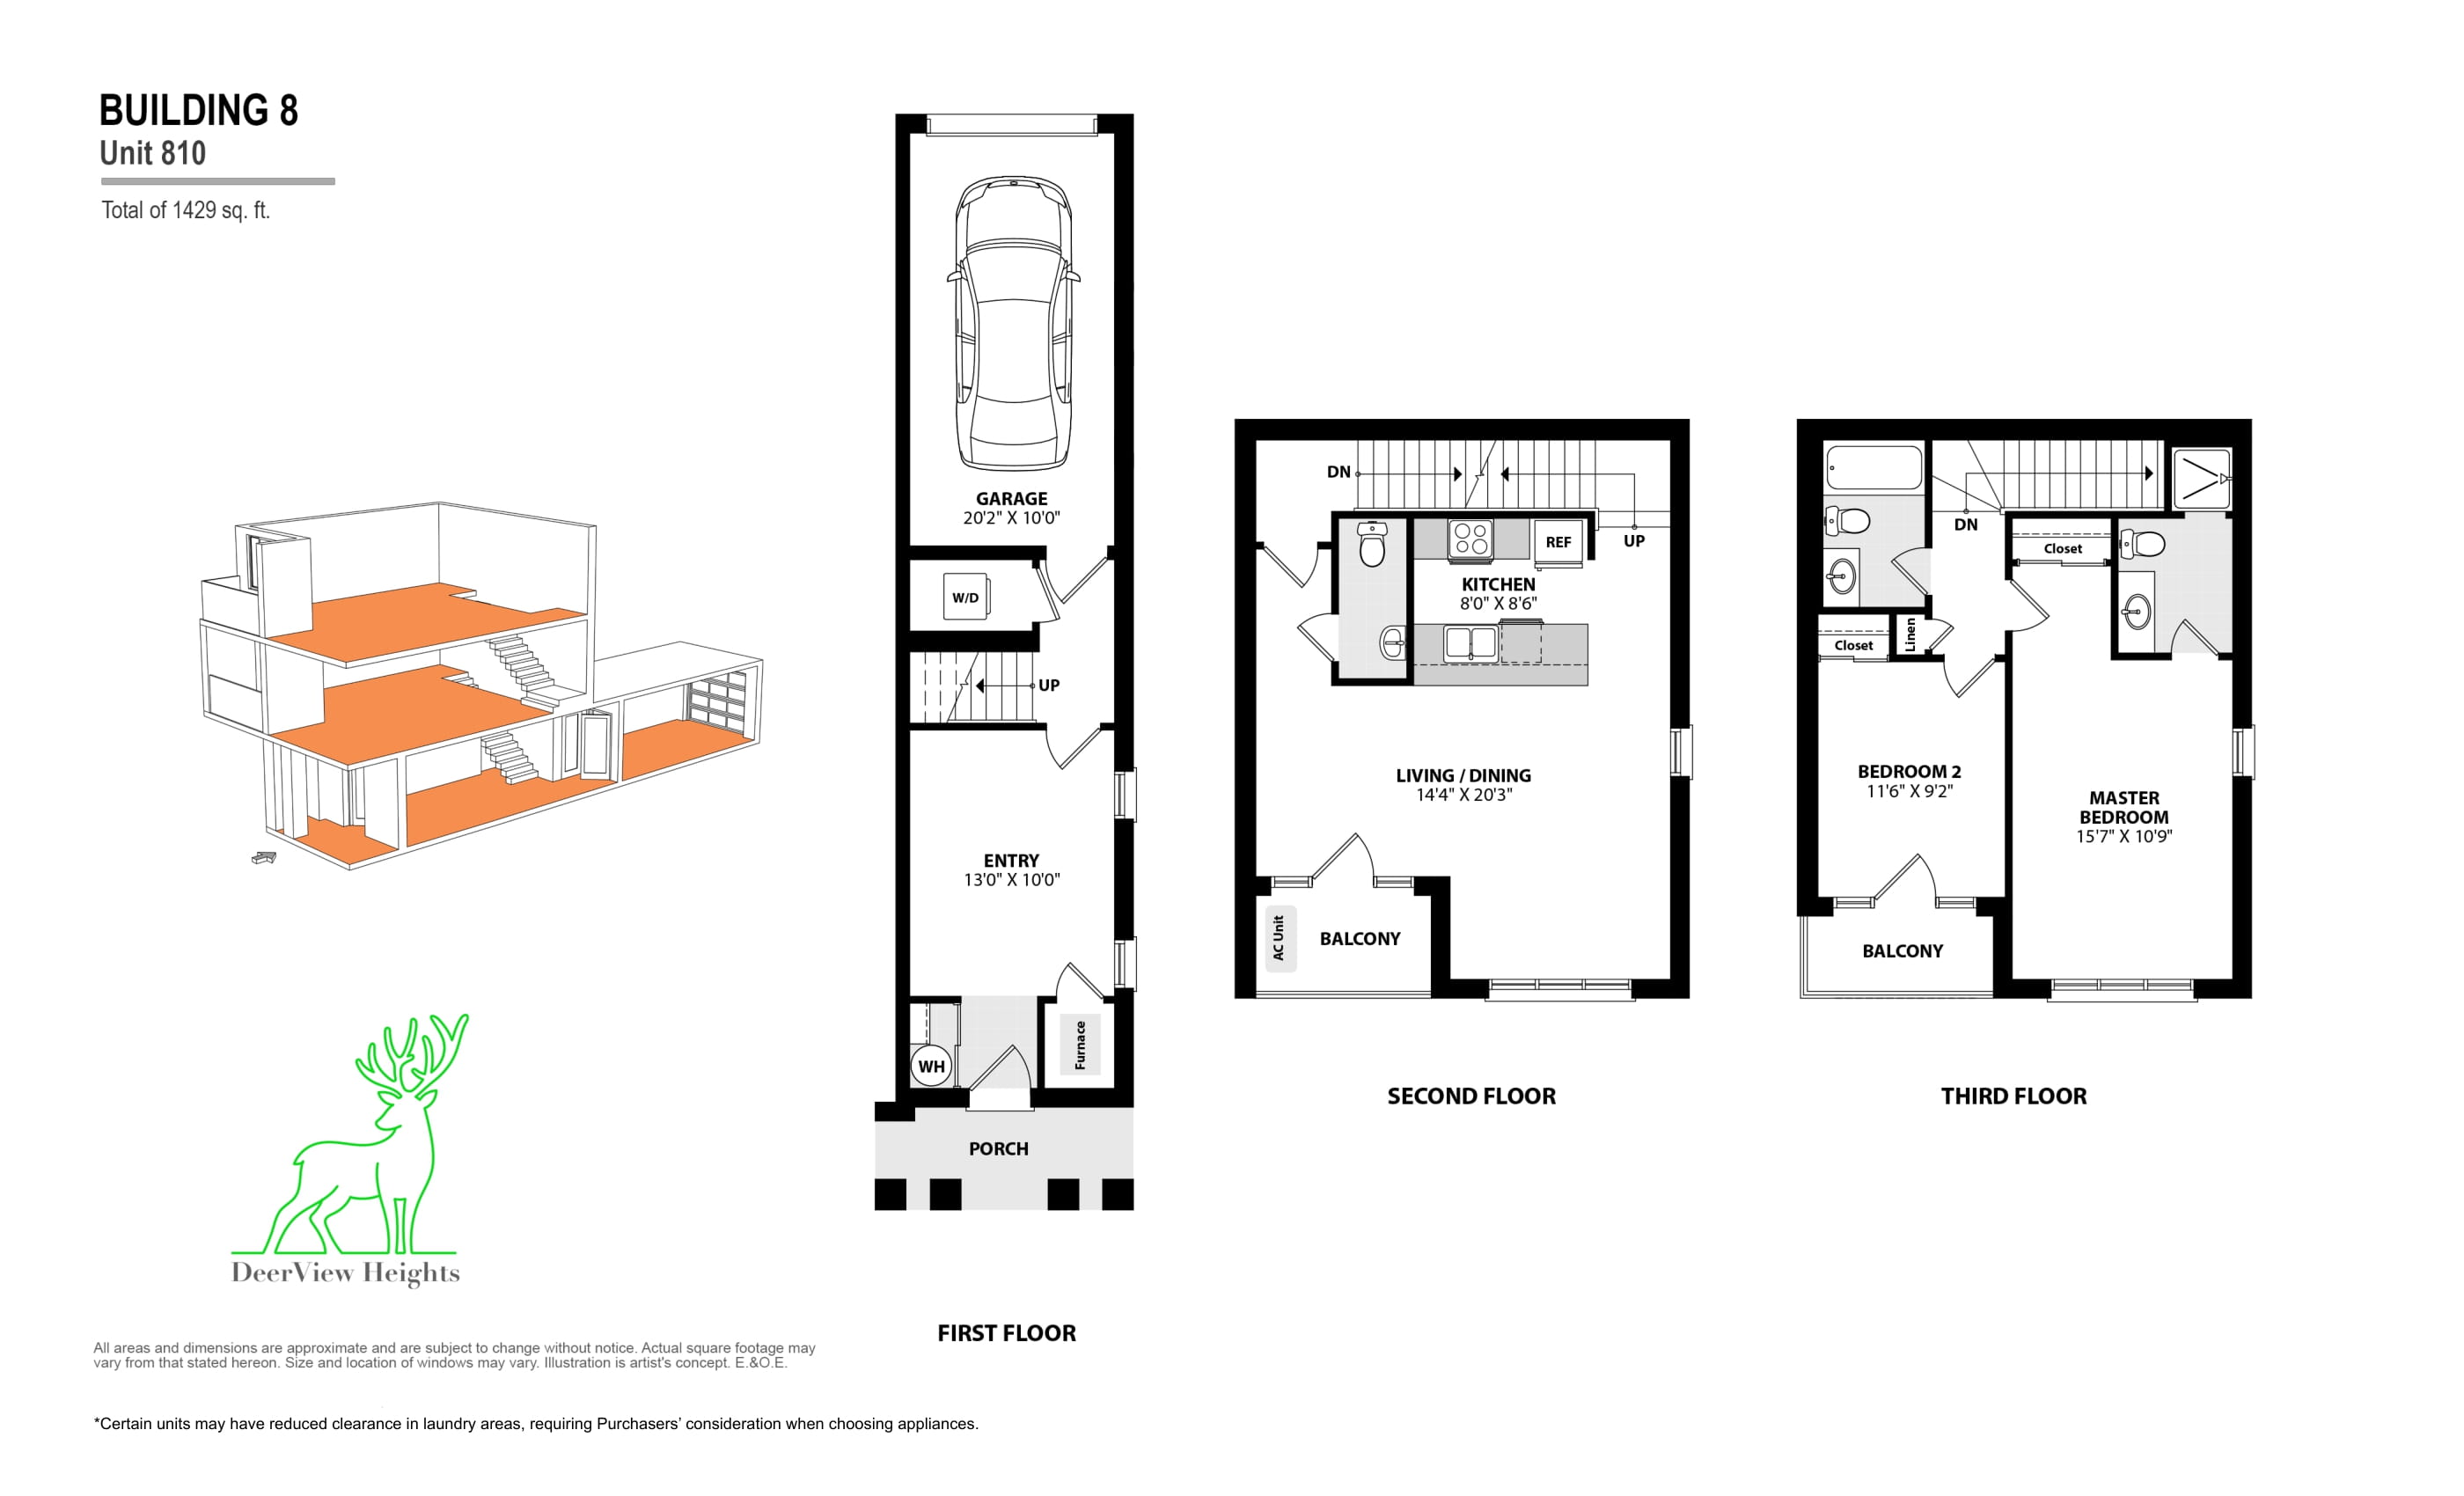 BUILDING 8
Unit 810
Total of 1429 sq. ft.
GARAGE
20'2" X 10'0"
W/D
UP
ENTRY
13'0" X 10'0"
WH
Furnace
PORCH
FIRST FLOOR
DN
REF
UP
KITCHEN
8'0" X 8'6"
LIVING / DINING
14'4" X 20'3"
AC Unit
BALCONY
SECOND FLOOR
DN
Closet
Closet
Linen
BEDROOM 2
11'6" X 9'2"
MASTER
BEDROOM
15'7" X 10'9"
BALCONY
THIRD FLOOR
DeerView Heights
All areas and dimensions are approximate and are subject to change without notice. Actual square footage may
vary from that stated hereon. Size and location of windows may vary. Illustration is artist's concept. E.&O.E.
*Certain units may have reduced clearance in laundry areas, requiring Purchasers’ consideration when choosing appliances.